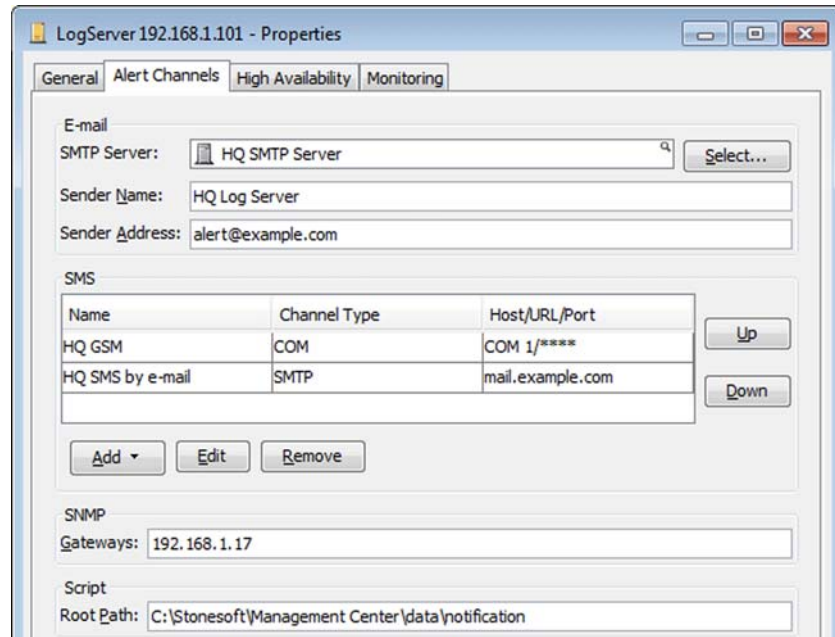 LogServer 192.168.1.101 - Properties
General Alert Channels High Availability Monitoring
E-mail
SMTP Server: HQ SMTP Server Select...
Sender Name: HQ Log Server
Sender Address: alert@example.com
SMS
Name Channel Type Host/URL/Port
HQ GSM COM COM 1/****
HQ SMS by e-mail SMTP mail.example.com
Up
Down
Add Edit Remove
SNMP
Gateways: 192.168.1.17
Script
Root Path: C:\Stonesoft\Management Center\data\notification